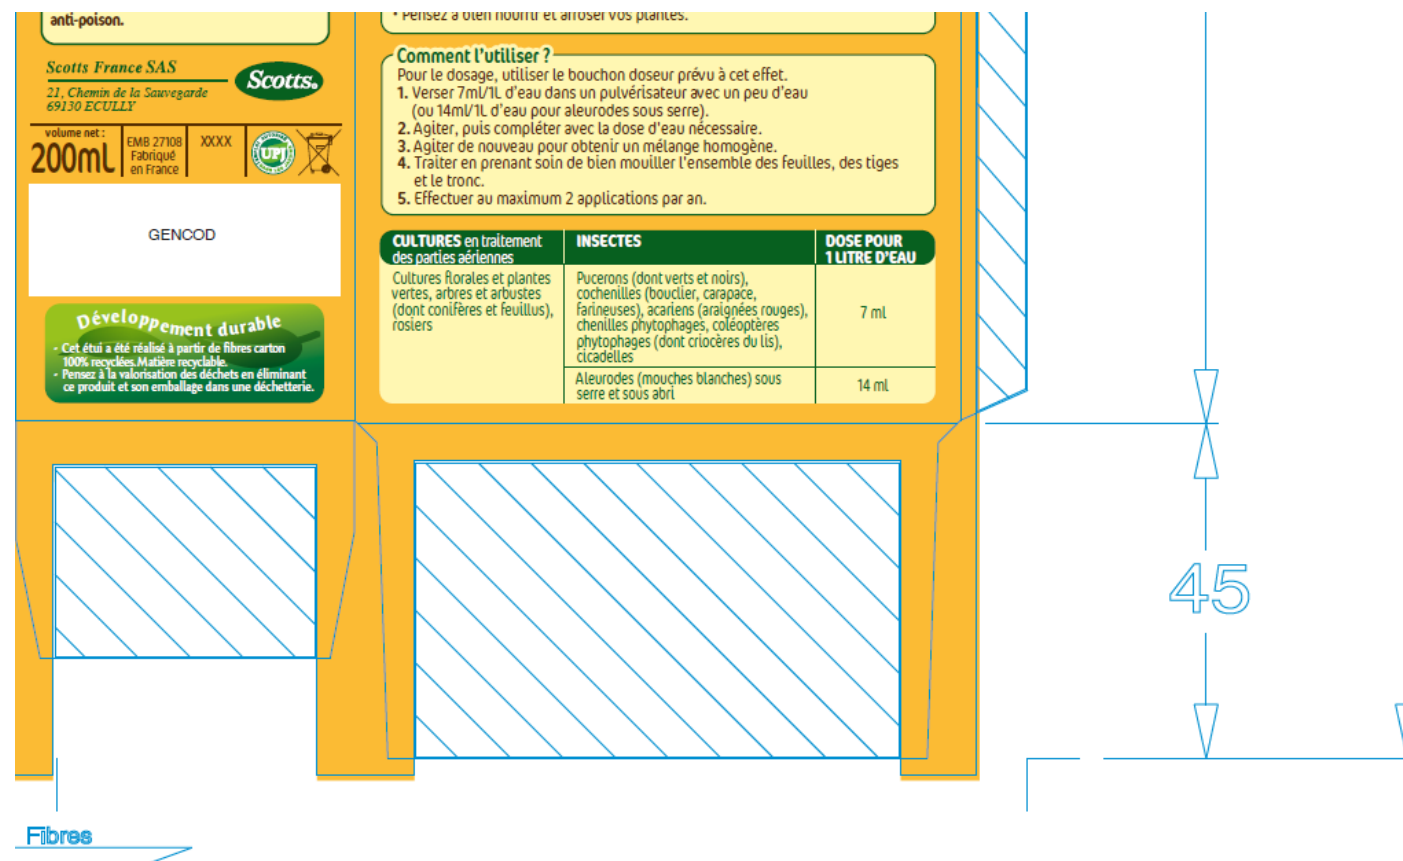 anti-poison.
• Pensez à bien nourrir et arroser vos plantes.
Scotts France SAS
21, Chemin de la Sauvegarde
69130 ECULLY
Scotts.
volume net :
200mL
EMB 27108
Fabriqué
en France
XXXX
UPJ
GENCOD
Développement durable
- Cet étui a été réalisé à partir de fibres carton
100% recyclées.Matière recyclable.
- Pensez à la valorisation des déchets en éliminant
ce produit et son emballage dans une déchetterie.
Comment l'utiliser ?
Pour le dosage, utiliser le bouchon doseur prévu à cet effet.
1. Verser 7ml/1L d'eau dans un pulvérisateur avec un peu d'eau
(ou 14ml/1L d'eau pour aleurodes sous serre).
2. Agiter, puis compléter avec la dose d'eau nécessaire.
3. Agiter de nouveau pour obtenir un mélange homogène.
4. Traiter en prenant soin de bien mouiller l'ensemble des feuilles, des tiges
et le tronc.
5. Effectuer au maximum 2 applications par an.
CULTURES en traitement
des parties aériennes
INSECTES
DOSE POUR
1 LITRE D'EAU
Cultures florales et plantes
vertes, arbres et arbustes
(dont conifères et feuillus),
rosiers
Pucerons (dont verts et noirs),
cochenilles (bouclier, carapace,
farineuses), acariens (araignées rouges),
chenilles phytophages, coléoptères
phytophages (dont criocères du lis),
cicadelles
7 ml
Aleurodes (mouches blanches) sous
serre et sous abri
14 ml
45
Fibres